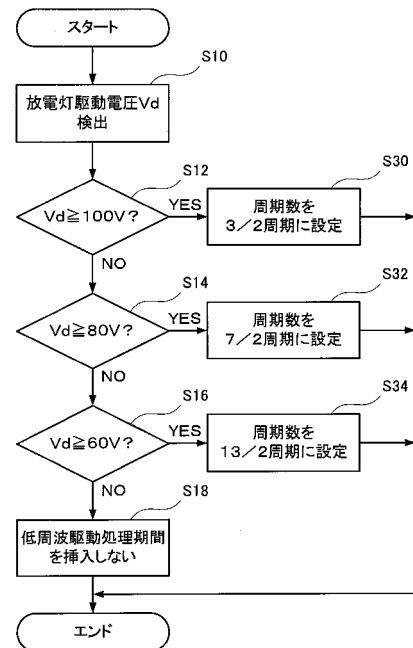 スタート
S10
放電灯駆動電圧Vd
検出
S12
Vd≧100V?
YES
S30
周期数を
3/2周期に設定
NO
S14
Vd≧80V?
YES
S32
周期数を
7/2周期に設定
NO
S16
Vd≧60V?
YES
S34
周期数を
13/2周期に設定
NO
S18
低周波駆動処理期間
を挿入しない
エンド